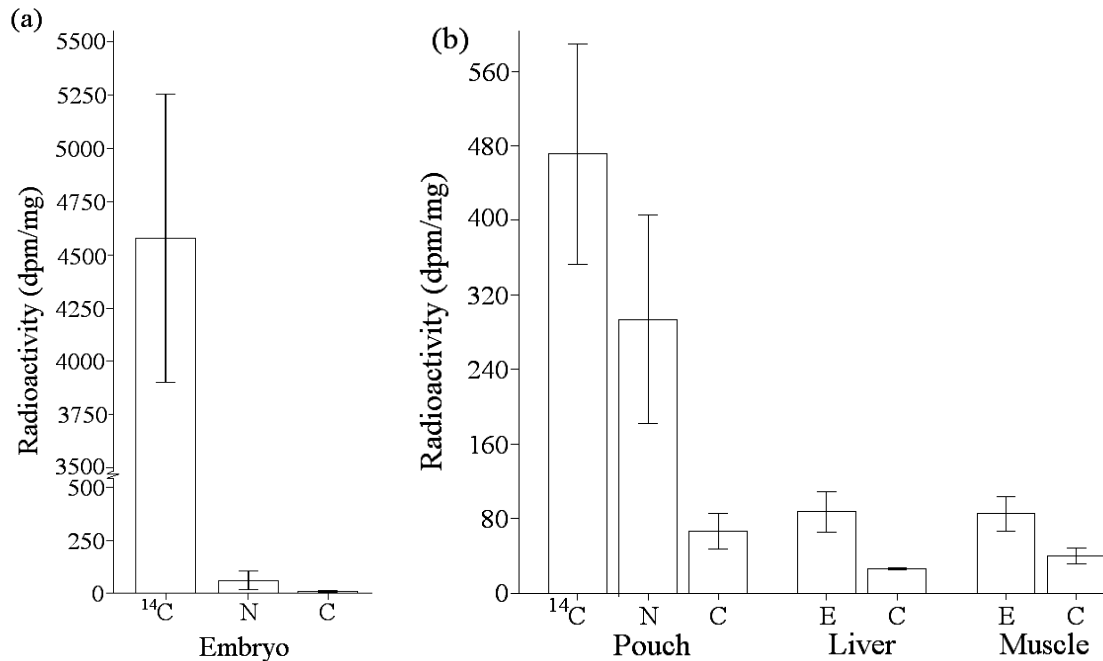 (a)
Radioactivity (dpm/mg)
5500
5250
5000
4750
4500
4250
4000
3750
3500
500
250
0
¹⁴C N C
Embryo
(b)
Radioactivity (dpm/mg)
560
480
400
320
240
160
80
0
¹⁴C N C E C E C
Pouch Liver Muscle